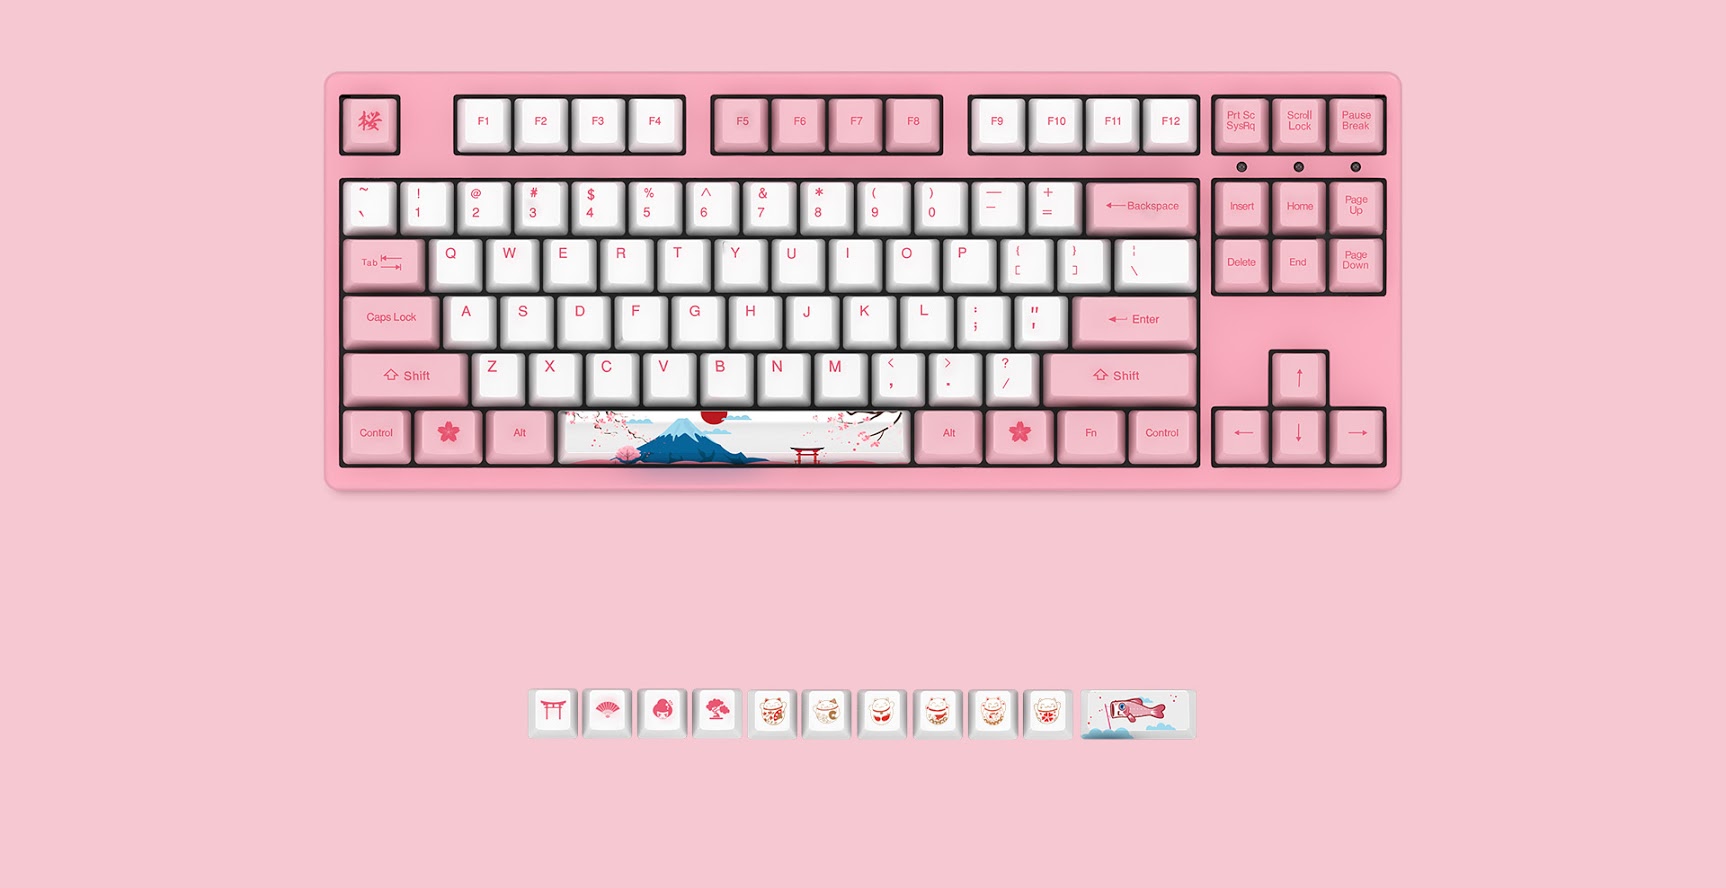 桜 F1 F2 F3 F4 F5 F6 F7 F8 F9 F10 F11 F12 Prt Sc SysRq Scroll Lock Pause Break
~ ! @ # $ % ^ & * ( ) — +
` 1 2 3 4 5 6 7 8 9 0 – = ←Backspace Insert Home Page Up
Tab Q W E R T Y U I O P { [ } ] ¦ \ Delete End Page Down
Caps Lock A S D F G H J K L : ; " ' ← Enter
⇧ Shift Z X C V B N M < , > . ? / ⇧ Shift ↑
Control Alt Alt Fn Control ← ↓ →